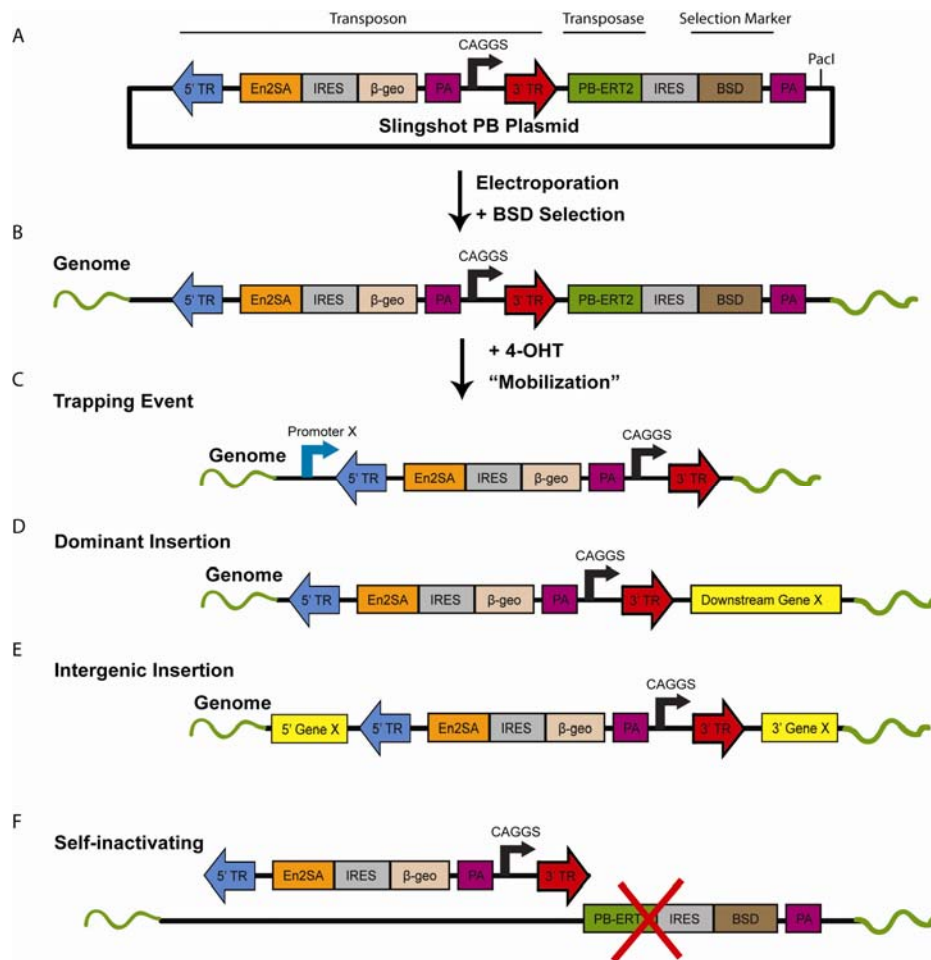 Transposon Transposase Selection Marker
A
CAGGS
PacI
5' TR En2SA IRES β-geo PA 3' TR PB-ERT2 IRES BSD PA
Slingshot PB Plasmid
Electroporation
+ BSD Selection
B
Genome
CAGGS
5' TR En2SA IRES β-geo PA 3' TR PB-ERT2 IRES BSD PA
+ 4-OHT
“Mobilization”
C
Trapping Event
Promoter X CAGGS
Genome
5' TR En2SA IRES β-geo PA 3' TR
D
Dominant Insertion
CAGGS
Genome
5' TR En2SA IRES β-geo PA 3' TR Downstream Gene X
E
Intergenic Insertion
CAGGS
Genome
5' Gene X 5' TR En2SA IRES β-geo PA 3' TR 3' Gene X
F
Self-inactivating
CAGGS
5' TR En2SA IRES β-geo PA 3' TR
PB-ERT IRES BSD PA